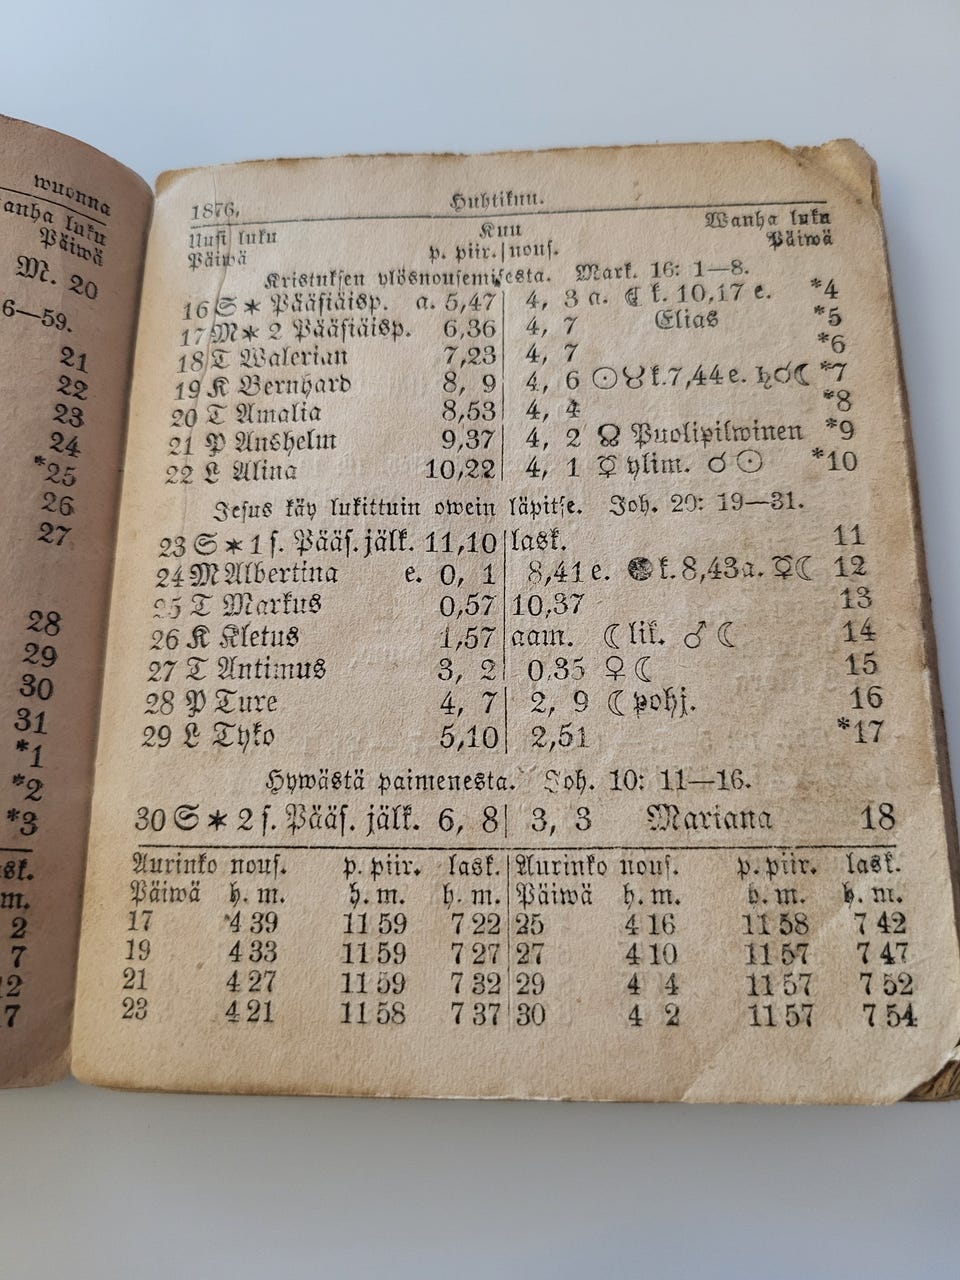 wuonna
anha luku
Päiwä
M. 20
6—59.
21
22
23
24
*25
26
27
28
29
30
31
*1
*2
*3
sk.
m.
2
7
12
7
1876, Huhtikuu.
Uusi luku Kuu Wanha luku
Päiwä p. piir. nous. Päiwä
Kristuksen ylösnousemisesta. Mark. 16: 1—8.
16 S * Pääsiäisp. a. 5,47 4, 3 a. ☾ k. 10,17 e. *4
17 M * 2 Pääsiäisp. 6,36 4, 7 Elias *5
18 T Walerian 7,23 4, 7 *6
19 K Bernhard 8, 9 4, 6 ☉♉ k. 7,44 e. ♄☌☾ *7
20 T Amalia 8,53 4, 4 *8
21 P Anshelm 9,37 4, 2 ☊ Puolipilwinen *9
22 L Alina 10,22 4, 1 ☿ ylim. ☌ ☉ *10
Jesus käy lukittuin owein läpitse. Joh. 20: 19—31.
23 S * 1 s. Pääs. jälk. 11,10 lask. 11
24 M Albertina e. 0, 1 8,41 e. ● k. 8,43 a. ☿☾ 12
25 T Markus 0,57 10,37 13
26 K Kletus 1,57 aam. ☾ lik. ♂ ☾ 14
27 T Antimus 3, 2 0,35 ♀ ☾ 15
28 P Ture 4, 7 2, 9 ☾ pohj. 16
29 L Tyko 5,10 2,51 *17
Hywästä paimenesta. Joh. 10: 11—16.
30 S * 2 s. Pääs. jälk. 6, 8 3, 3 Mariana 18
Aurinko nous. p. piir. lask. Aurinko nous. p. piir. lask.
Päiwä h. m. h. m. h. m. Päiwä h. m. h. m. h. m.
17 4 39 11 59 7 22 25 4 16 11 58 7 42
19 4 33 11 59 7 27 27 4 10 11 57 7 47
21 4 27 11 59 7 32 29 4 4 11 57 7 52
23 4 21 11 58 7 37 30 4 2 11 57 7 54